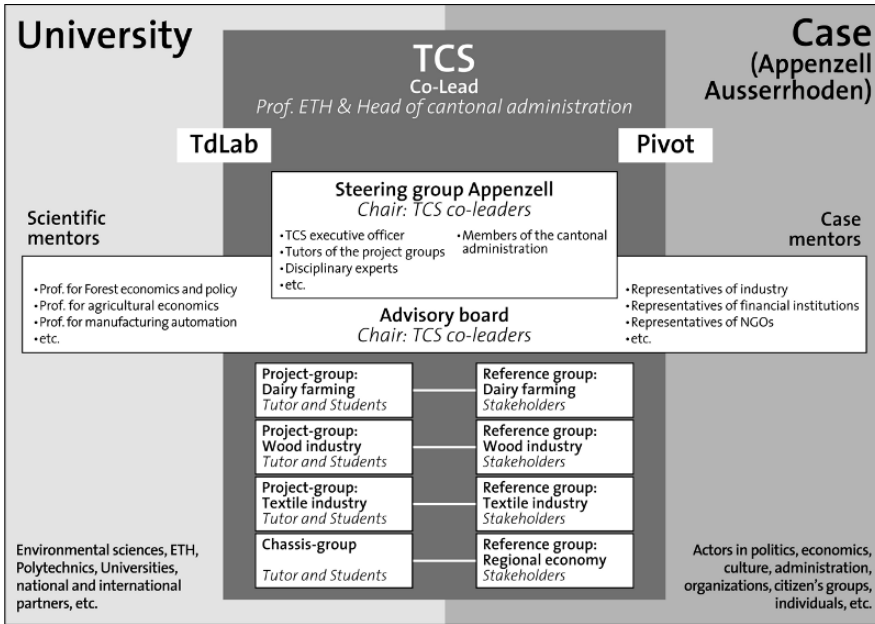 University
Case
(Appenzell
Ausserrhoden)
TCS
Co-Lead
Prof. ETH & Head of cantonal administration
TdLab
Pivot
Steering group Appenzell
Chair: TCS co-leaders
•TCS executive officer
•Tutors of the project groups
•Disciplinary experts
•etc.
•Members of the cantonal
administration
Scientific
mentors
Case
mentors
•Prof. for Forest economics and policy
•Prof. for agricultural economics
•Prof. for manufacturing automation
•etc.
Advisory board
Chair: TCS co-leaders
•Representatives of industry
•Representatives of financial institutions
•Representatives of NGOs
•etc.
Project-group:
Dairy farming
Tutor and Students
Reference group:
Dairy farming
Stakeholders
Project-group:
Wood industry
Tutor and Students
Reference group:
Wood industry
Stakeholders
Project-group:
Textile industry
Tutor and Students
Reference group:
Textile industry
Stakeholders
Chassis-group
Tutor and Students
Reference group:
Regional economy
Stakeholders
Environmental sciences, ETH,
Polytechnics, Universities,
national and international
partners, etc.
Actors in politics, economics,
culture, administration,
organizations, citizen's groups,
individuals, etc.